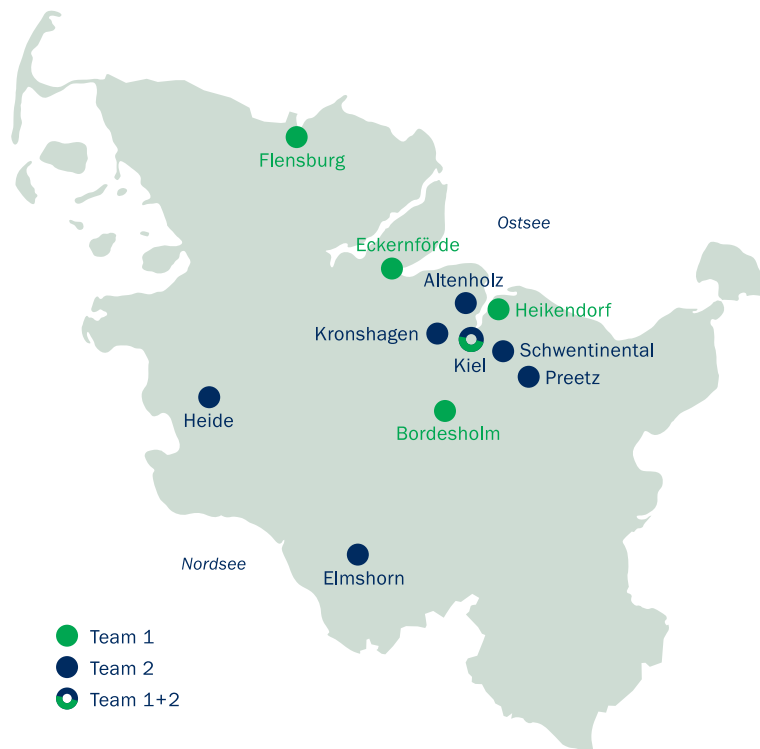 Flensburg
Ostsee
Eckernförde
Altenholz
Heikendorf
Kronshagen
Schwentinental
Kiel
Preetz
Heide
Bordesholm
Nordsee
Elmshorn
Team 1
Team 2
Team 1+2